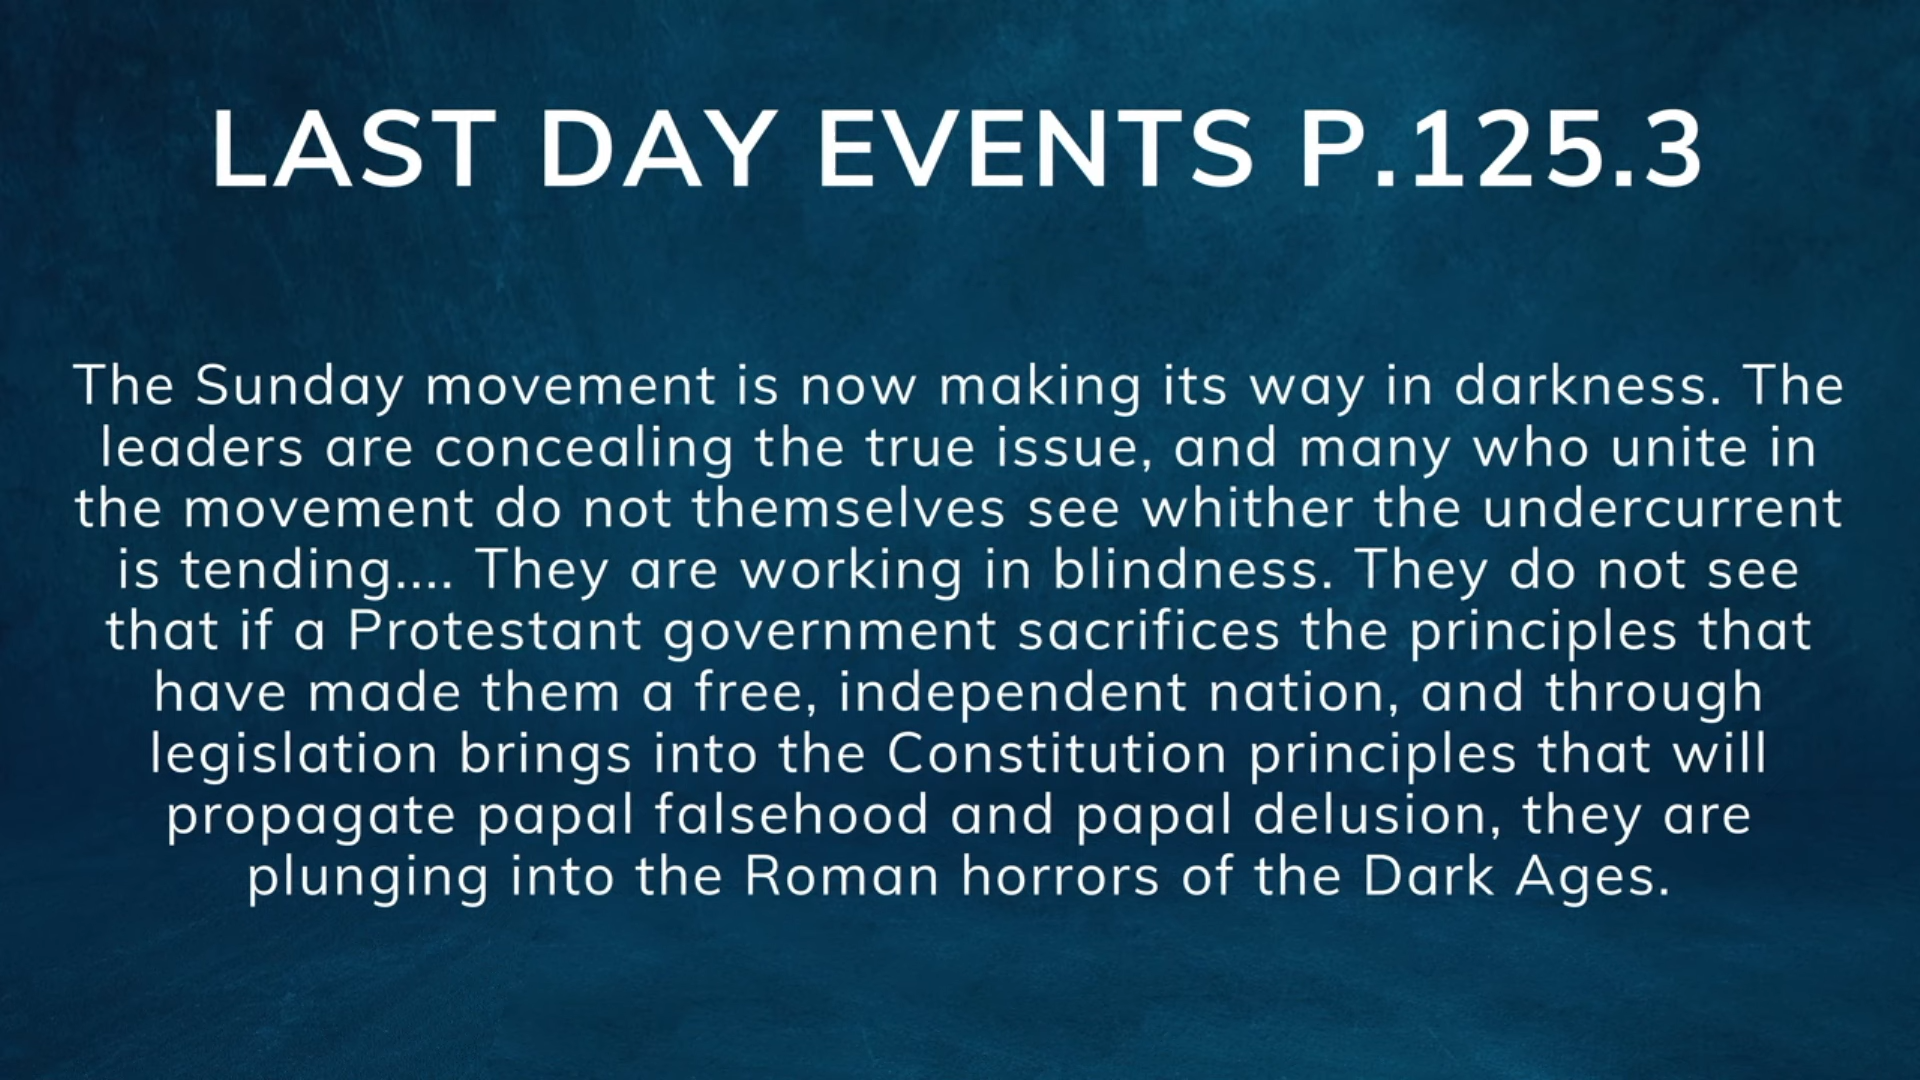 LAST DAY EVENTS P.125.3
The Sunday movement is now making its way in darkness. The
leaders are concealing the true issue, and many who unite in
the movement do not themselves see whither the undercurrent
is tending.... They are working in blindness. They do not see
that if a Protestant government sacrifices the principles that
have made them a free, independent nation, and through
legislation brings into the Constitution principles that will
propagate papal falsehood and papal delusion, they are
plunging into the Roman horrors of the Dark Ages.